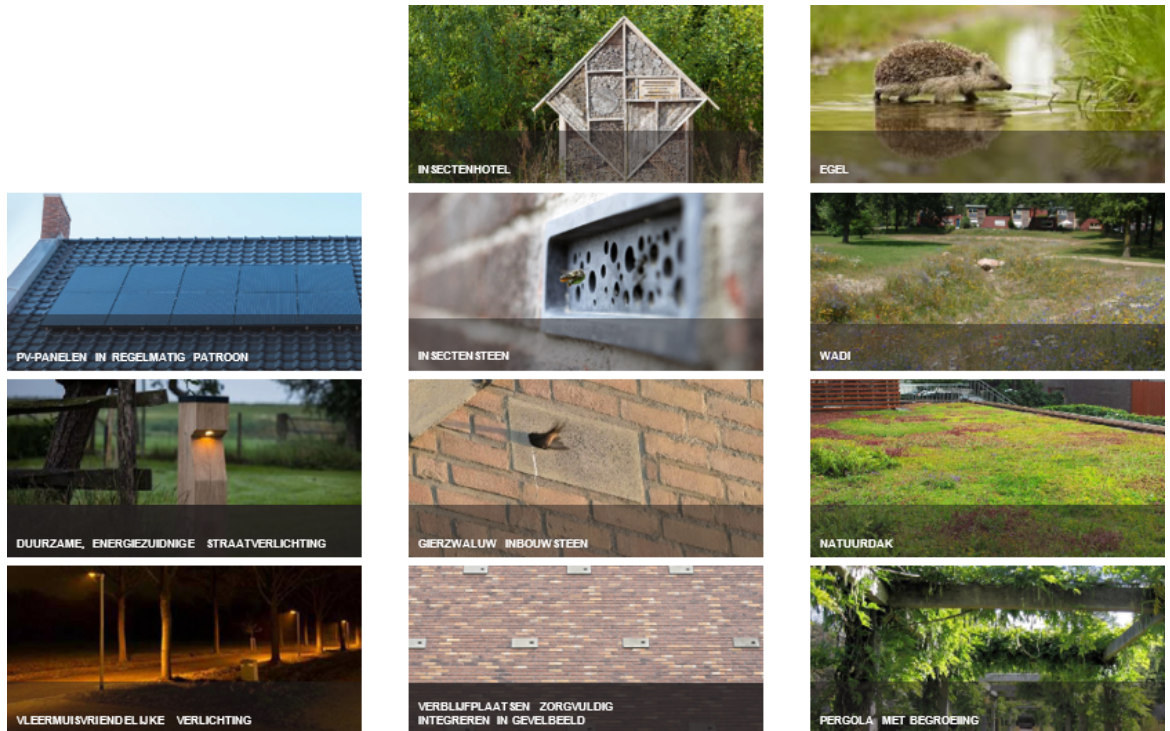 INSECTENHOTEL
EGEL
PV-PANELEN IN REGELMATIG PATROON
INSECTENSTEEN
WADI
DUURZAME, ENERGIEZUIDNIGE STRAATVERLICHTING
GIERZWALUW INBOUWSTEEN
NATUURDAK
VLEERMUISVRIENDELIJKE VERLICHTING
VERBLIJFPLAATSEN ZORGVULDIG
INTEGREREN IN GEVELBEELD
PERGOLA MET BEGROEIING